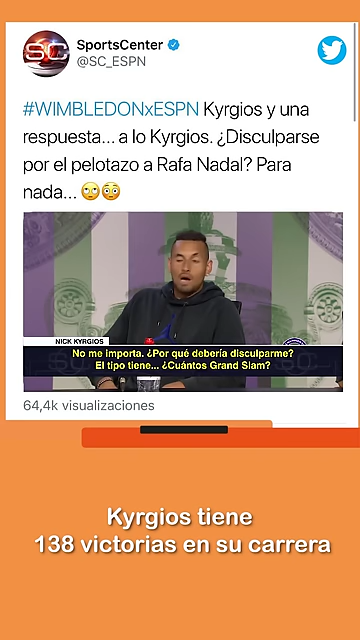 SC
SportsCenter
@SC_ESPN
#WIMBLEDONxESPN Kyrgios y una
respuesta... a lo Kyrgios. ¿Disculparse
por el pelotazo a Rafa Nadal? Para
nada... 🙄😳
NICK KYRGIOS
No me importa. ¿Por qué debería disculparme?
El tipo tiene... ¿Cuántos Grand Slam?
64,4k visualizaciones
Kyrgios tiene
138 victorias en su carrera